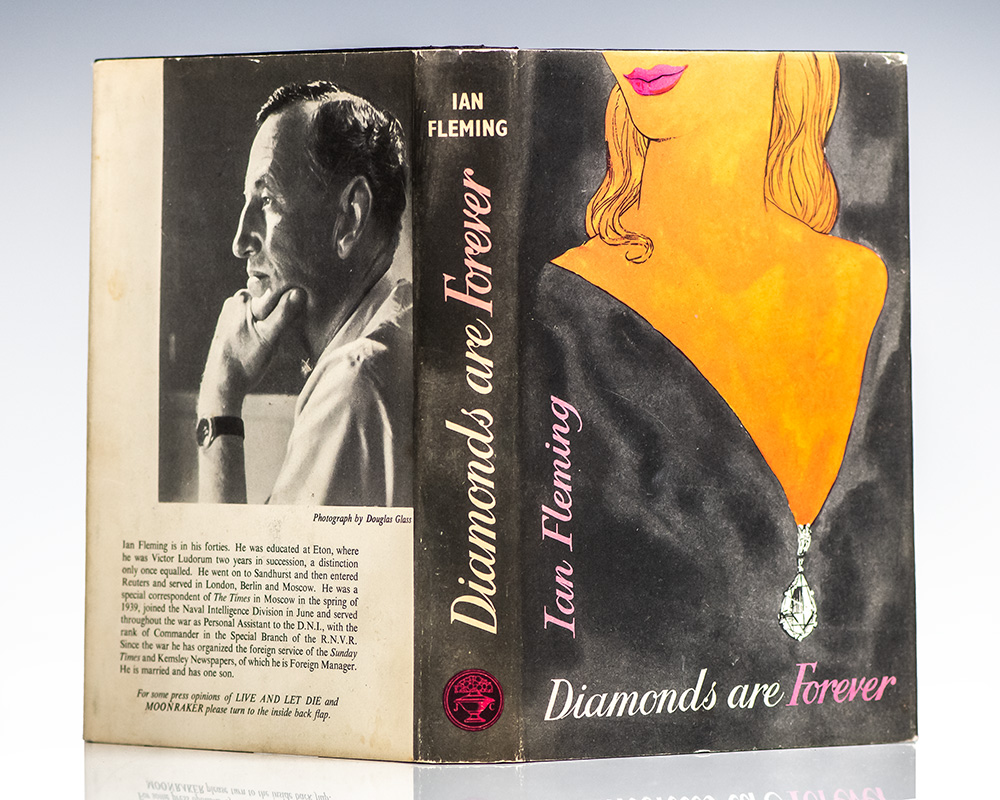 Photograph by Douglas Glass
Ian Fleming is in his forties. He was educated at Eton, where
he was Victor Ludorum two years in succession, a distinction
only once equalled. He went on to Sandhurst and then entered
Reuters and served in London, Berlin and Moscow. He was a
special correspondent of The Times in Moscow in the spring of
1939, joined the Naval Intelligence Division in June and served
throughout the war as Personal Assistant to the D.N.I., with the
rank of Commander in the Special Branch of the R.N.V.R.
Since the war he has organized the foreign service of the Sunday
Times and Kemsley Newspapers, of which he is Foreign Manager.
He is married and has one son.
For some press opinions of LIVE AND LET DIE and
MOONRAKER please turn to the inside back flap.
IAN
FLEMING
Diamonds are Forever
Ian Fleming
Diamonds are Forever